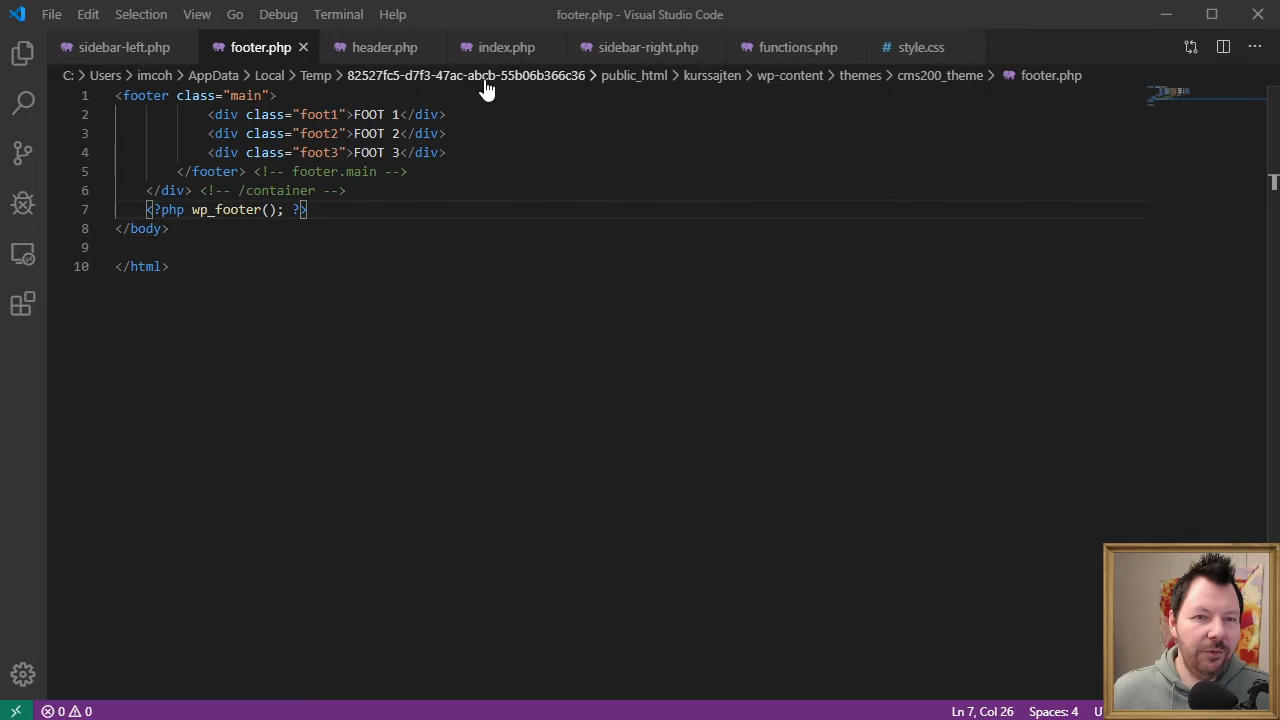 File Edit Selection View Go Debug Terminal Help footer.php - Visual Studio Code
sidebar-left.php footer.php header.php index.php sidebar-right.php functions.php # style.css
C: > Users > imcoh > AppData > Local > Temp > 82527fc5-d7f3-47ac-abcb-55b06b366c36 > public_html > kurssajten > wp-content > themes > cms200_theme > footer.php
1 <footer class="main">
2 <div class="foot1">FOOT 1</div>
3 <div class="foot2">FOOT 2</div>
4 <div class="foot3">FOOT 3</div>
5 </footer> <!-- footer.main -->
6 </div> <!-- /container -->
7 <?php wp_footer(); ?>
8 </body>
9
10 </html>
0 0 Ln 7, Col 26 Spaces: 4